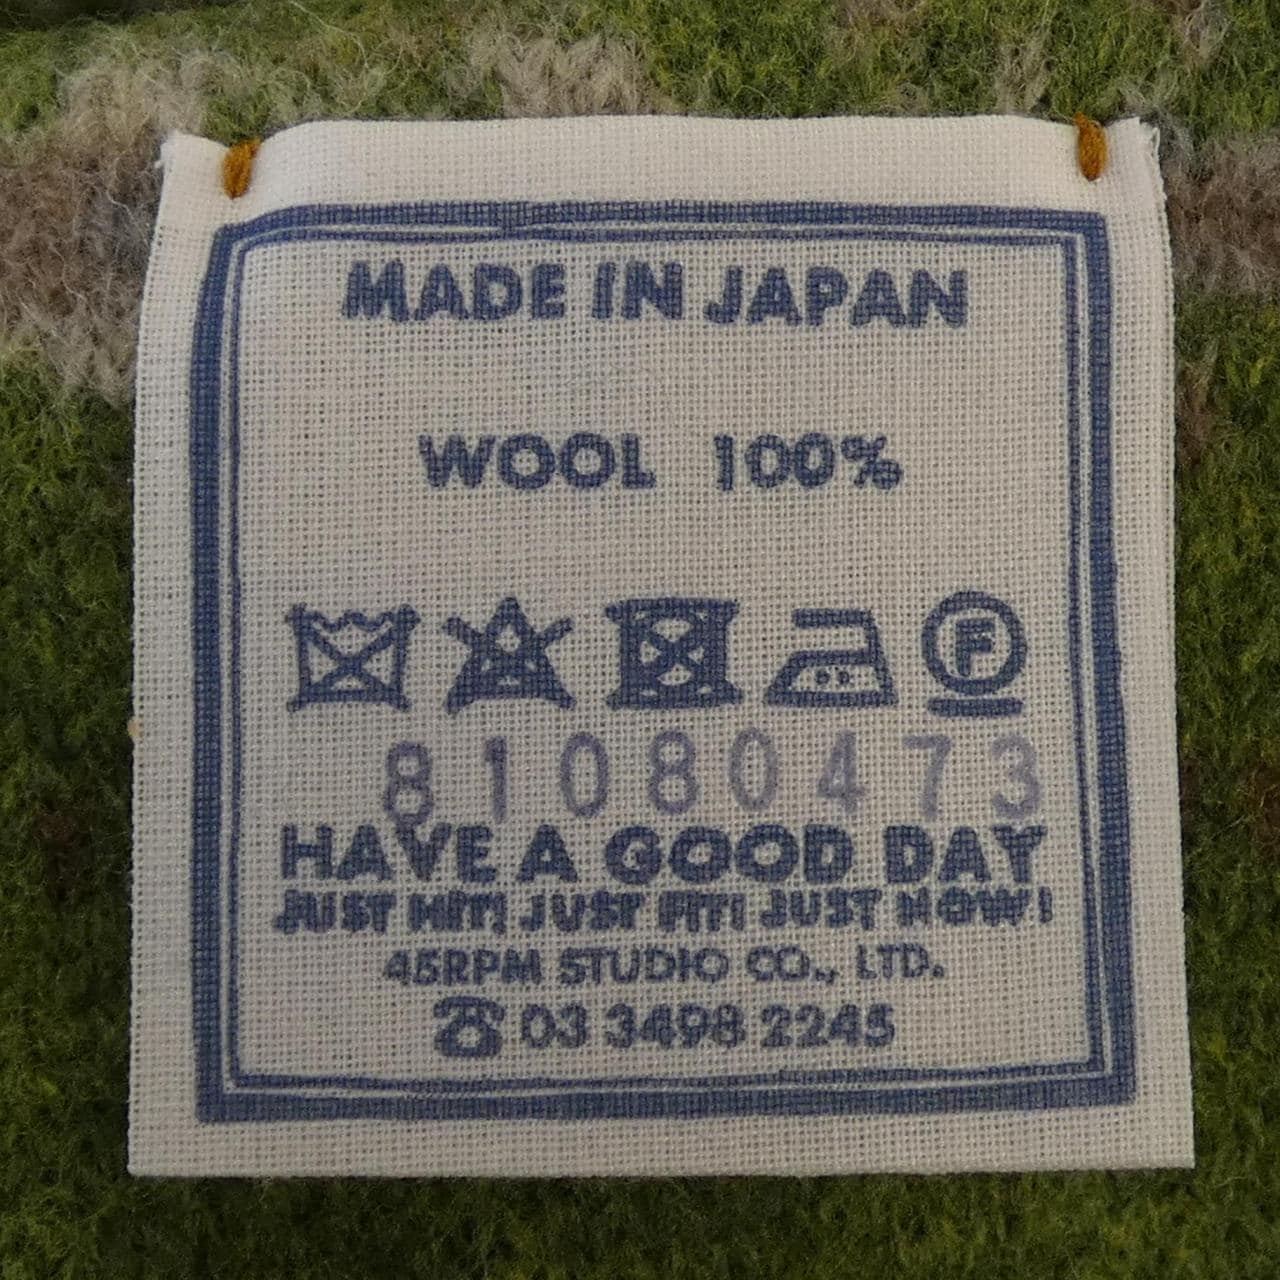 MADE IN JAPAN
WOOL 100%
F
81080473
HAVE A GOOD DAY
JUST HIT! JUST FIT! JUST NOW!
45RPM STUDIO CO., LTD.
☎ 03 3498 2245